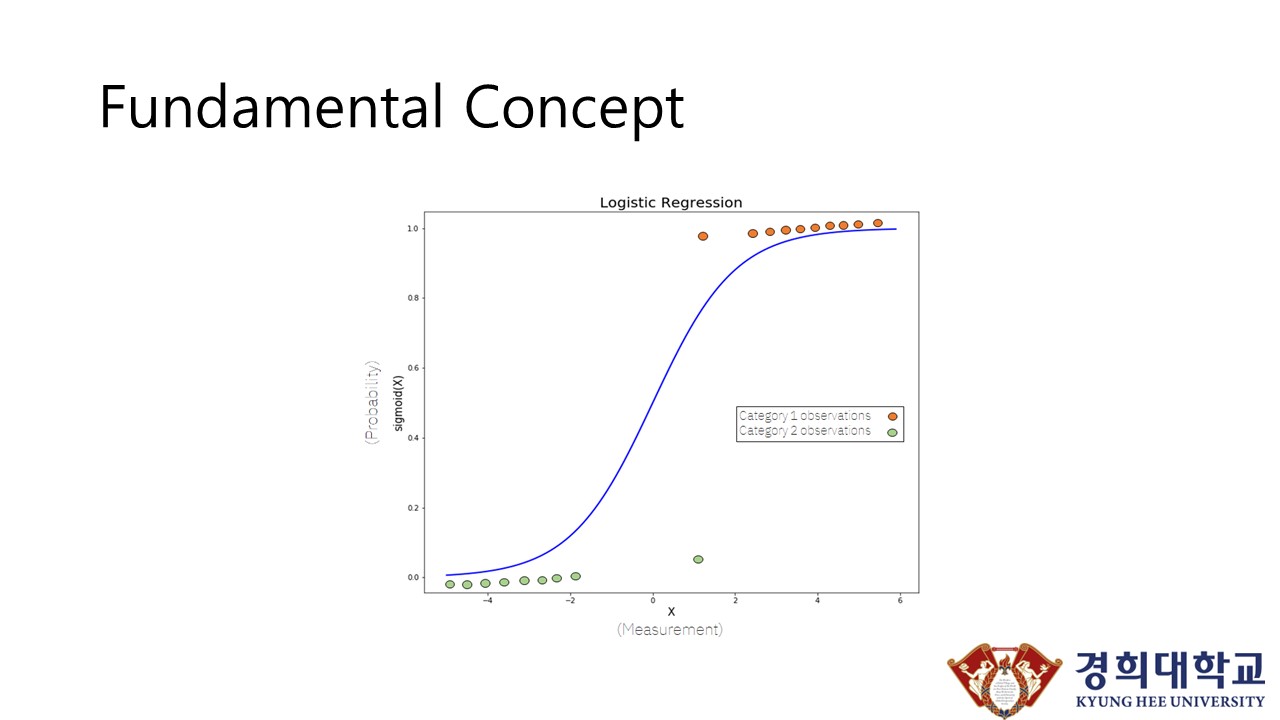 Fundamental Concept
Logistic Regression
1.0
0.8
0.6
0.4
0.2
0.0
(Probability)
sigmoid(X)
Category 1 observations
Category 2 observations
−4
−2
0
2
4
6
X
(Measurement)
경희대학교
KYUNG HEE UNIVERSITY